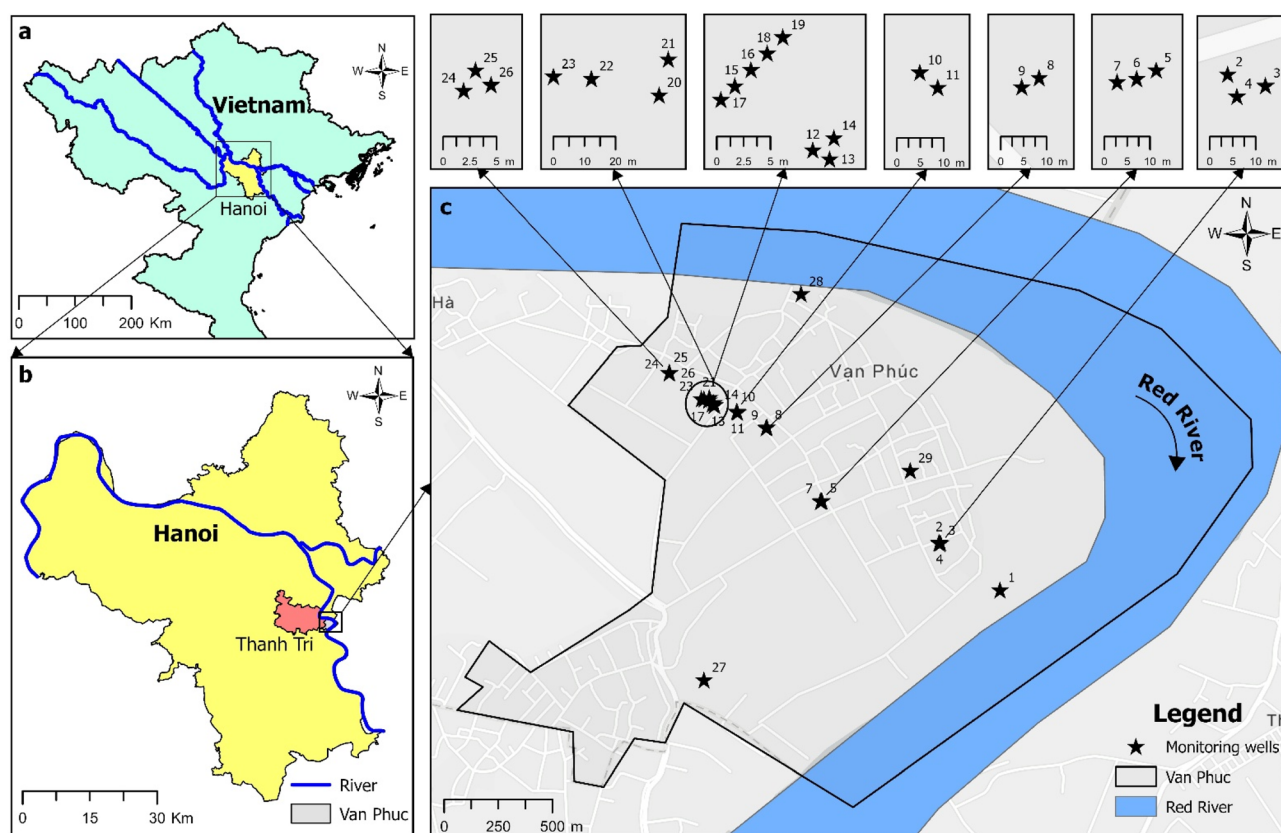 a
N
W
E
S
Vietnam
Hanoi
0 100 200 Km
b
N
W
E
S
Hanoi
Thanh Tri
River
Van Phuc
0 15 30 Km
25
24
26
0 2.5 5 m
21
23
22
20
0 10 20 m
19
18
16
15
17
14
12
13
0 2.5 5 m
10
11
0 5 10 m
8
9
0 5 10 m
5
6
7
0 5 10 m
2
3
4
0 5 10 m
c
N
W
E
S
Hà
28
25
24
26
Vạn Phúc
23
21
14
10
17
13
11
9
8
Red River
29
7
5
2
3
4
1
27
Legend
Monitoring wells
Van Phuc
Red River
Th
0 250 500 m